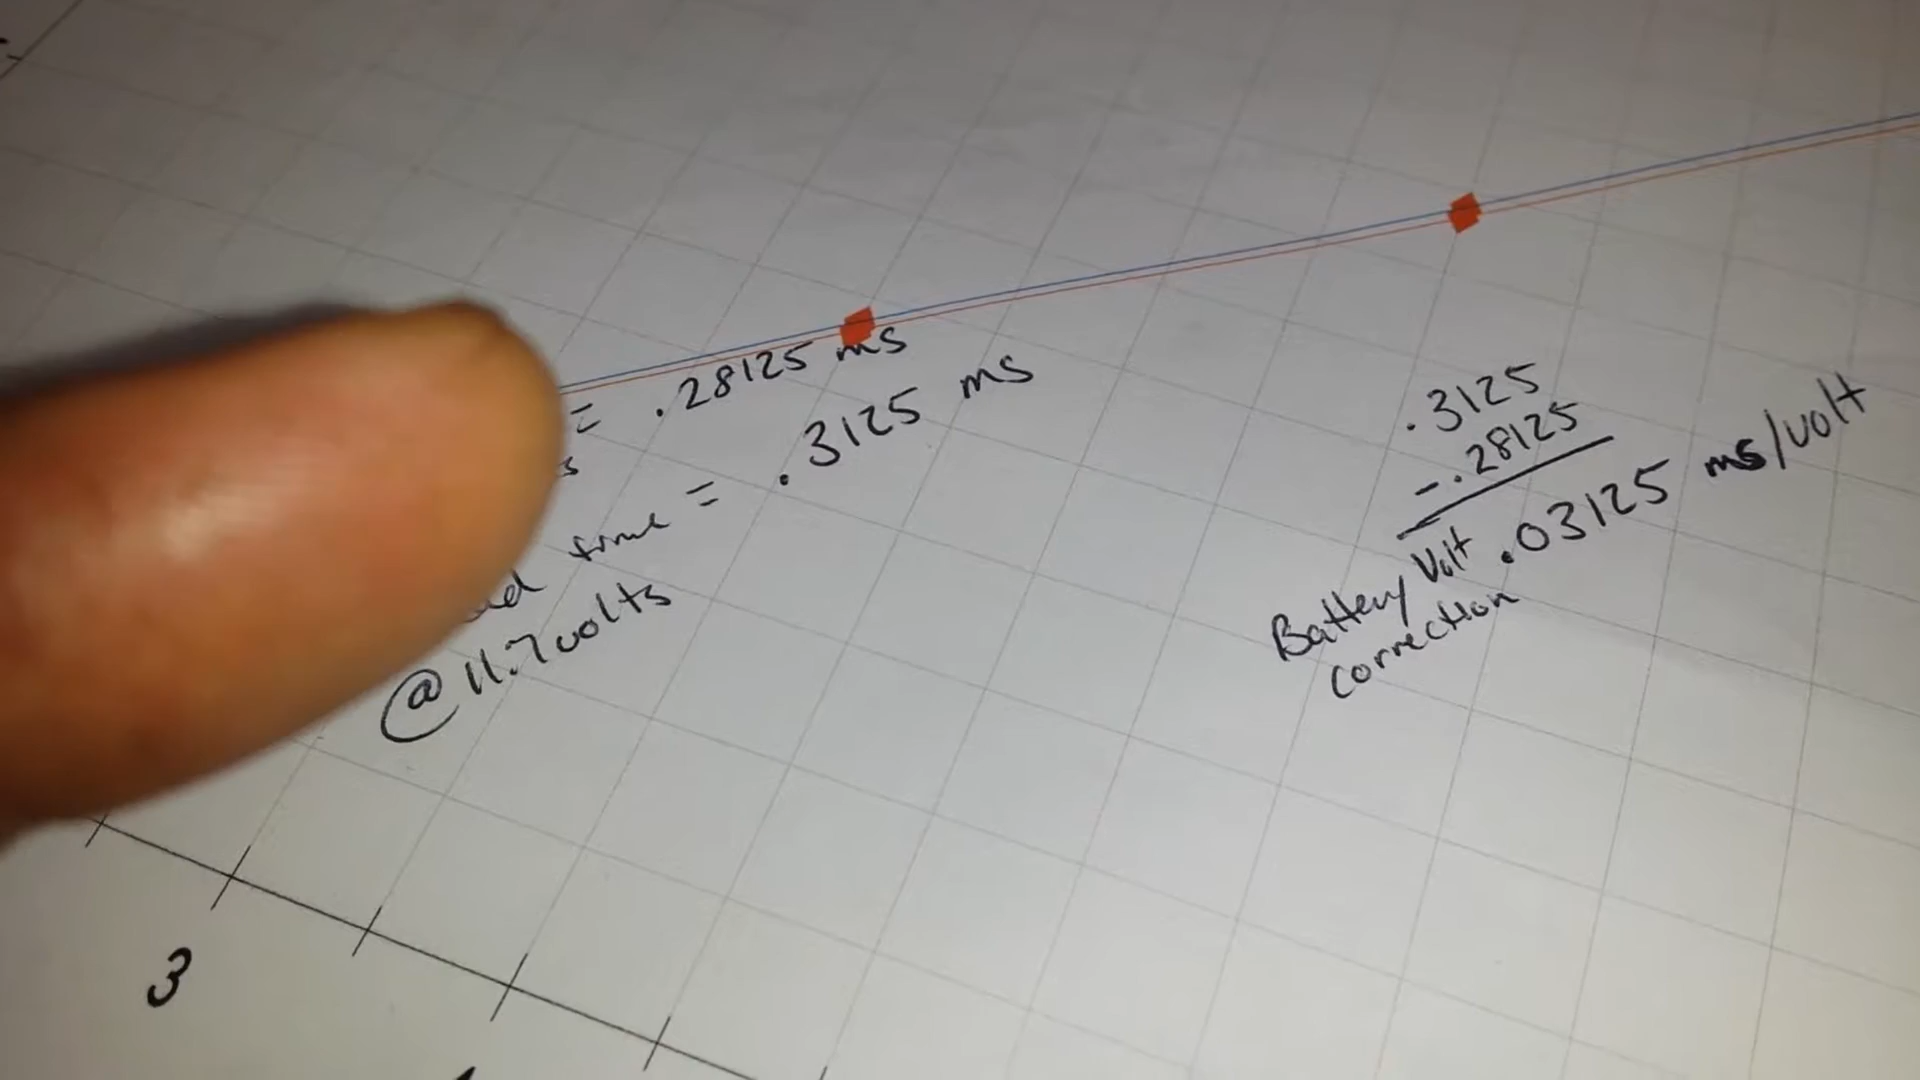 = .28125 ms
time = .3125 ms
@ 11.7 volts
.3125
- .28125
.03125 ms/volt
Battery Volt
correction
3